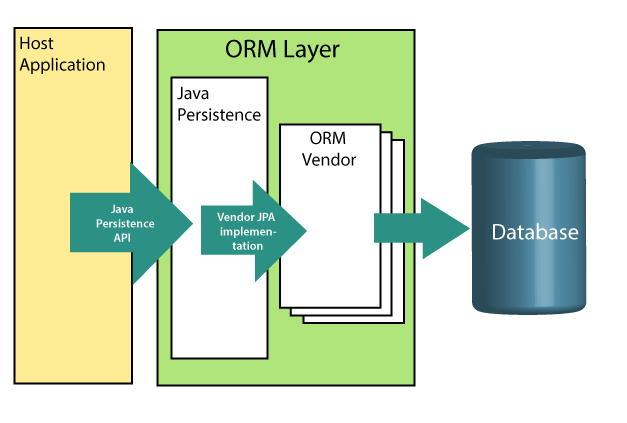 Host
Application
ORM Layer
Java
Persistence
ORM
Vendor
Java
Persistence
API
Vendor JPA
implemen-
tation
Database